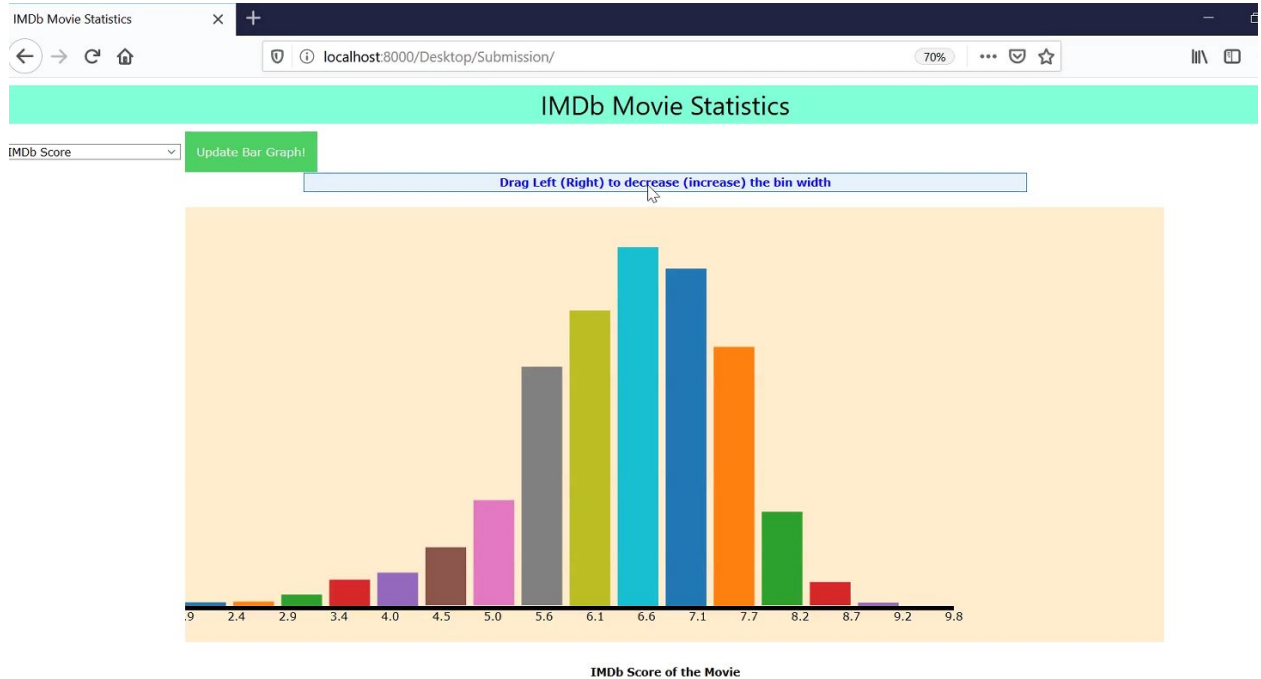 IMDb Movie Statistics
localhost:8000/Desktop/Submission/ 70%
IMDb Movie Statistics
IMDb Score Update Bar Graph!
Drag Left (Right) to decrease (increase) the bin width
.9 2.4 2.9 3.4 4.0 4.5 5.0 5.6 6.1 6.6 7.1 7.7 8.2 8.7 9.2 9.8
IMDb Score of the Movie